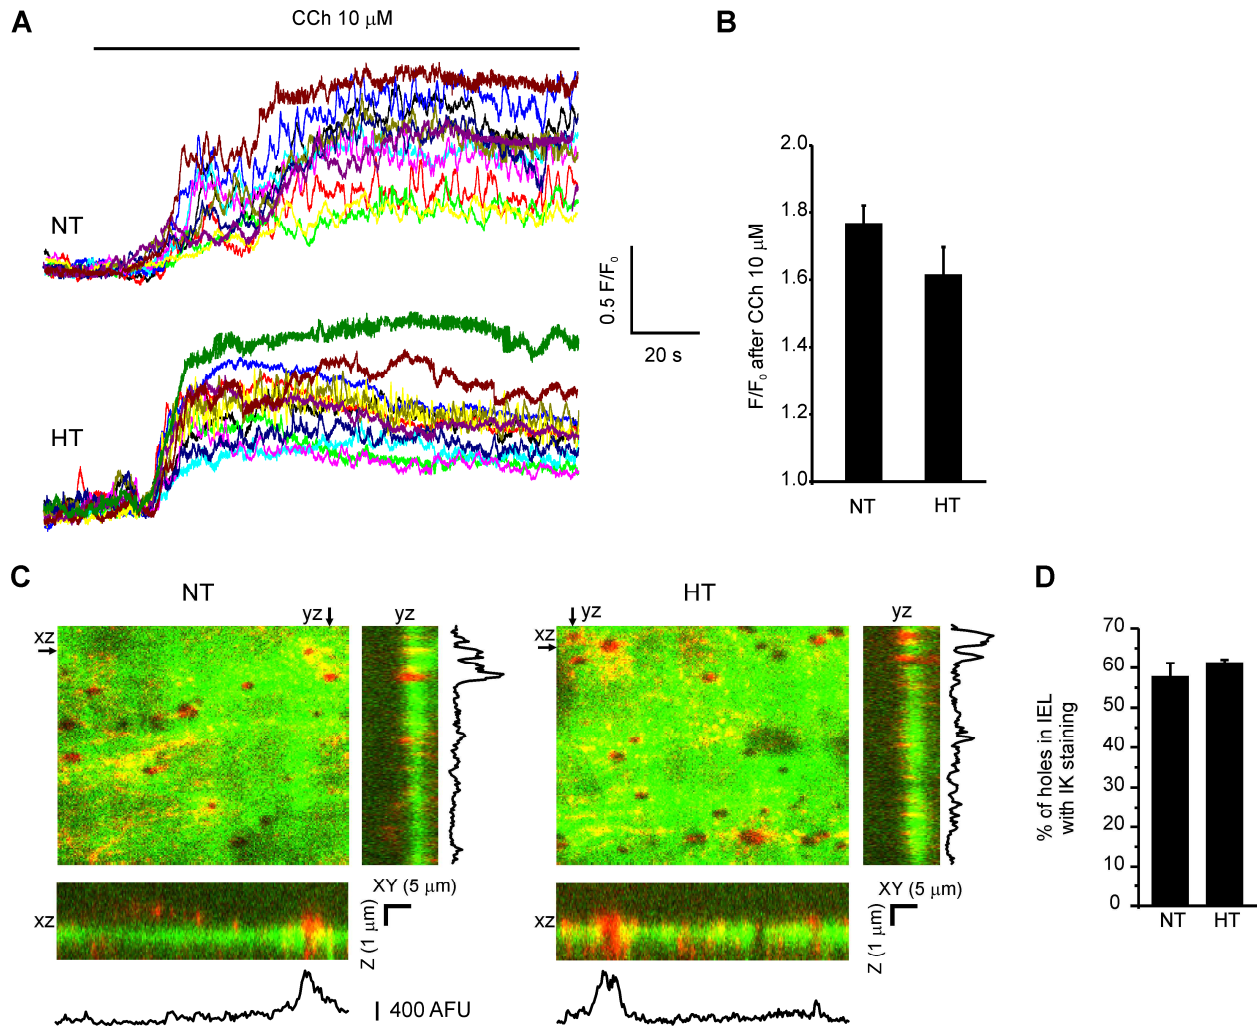 A
CCh 10 μM
NT
HT
0.5 F/F₀
20 s
B
F/F₀ after CCh 10 μM
2.0
1.8
1.6
1.4
1.2
1.0
NT
HT
C
NT
HT
yz
yz
xz
xz
XY (5 μm)
Z (1 μm)
400 AFU
yz
yz
xz
xz
XY (5 μm)
Z (1 μm)
D
% of holes in IEL
with IK staining
70
60
50
40
30
20
10
0
NT
HT